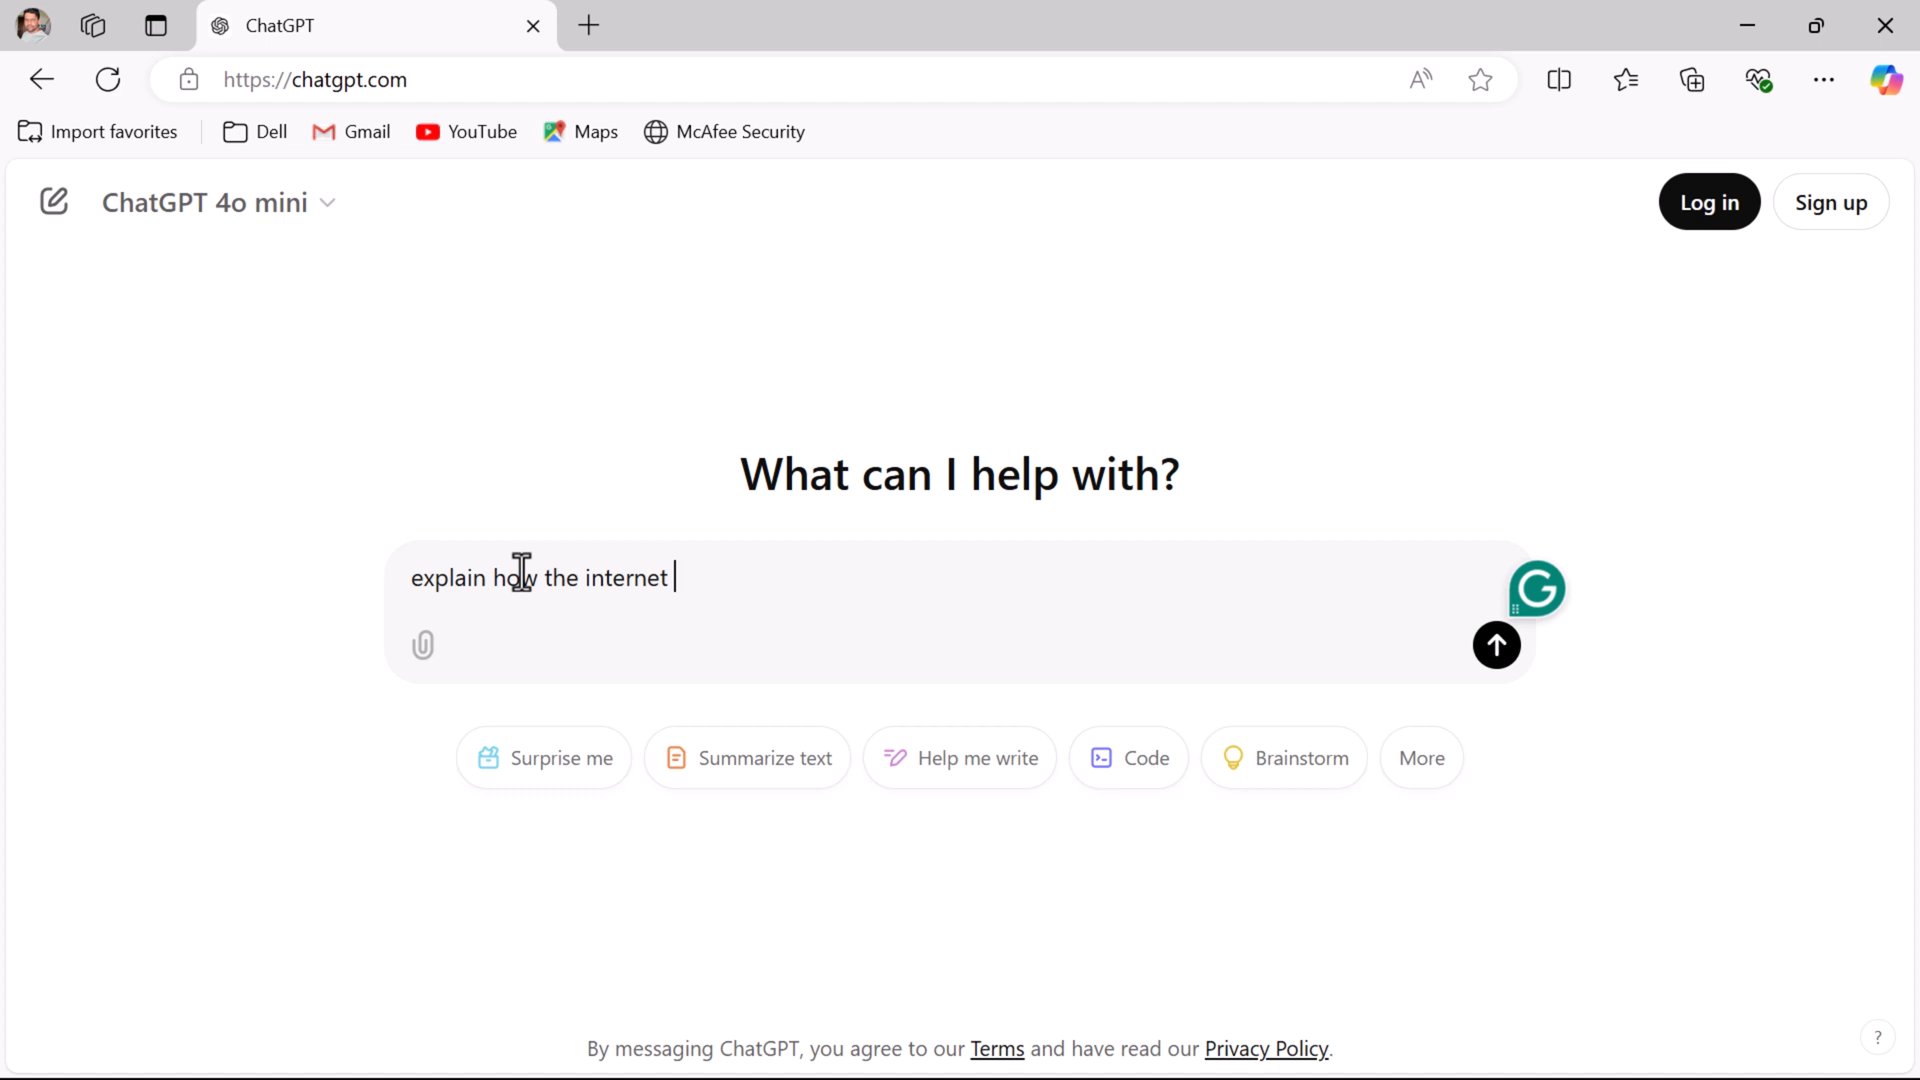 ChatGPT
https://chatgpt.com
Import favorites
Dell
Gmail
YouTube
Maps
McAfee Security
ChatGPT 4o mini
Log in
Sign up
What can I help with?
explain how the internet
Surprise me
Summarize text
Help me write
Code
Brainstorm
More
By messaging ChatGPT, you agree to our Terms and have read our Privacy Policy.
?